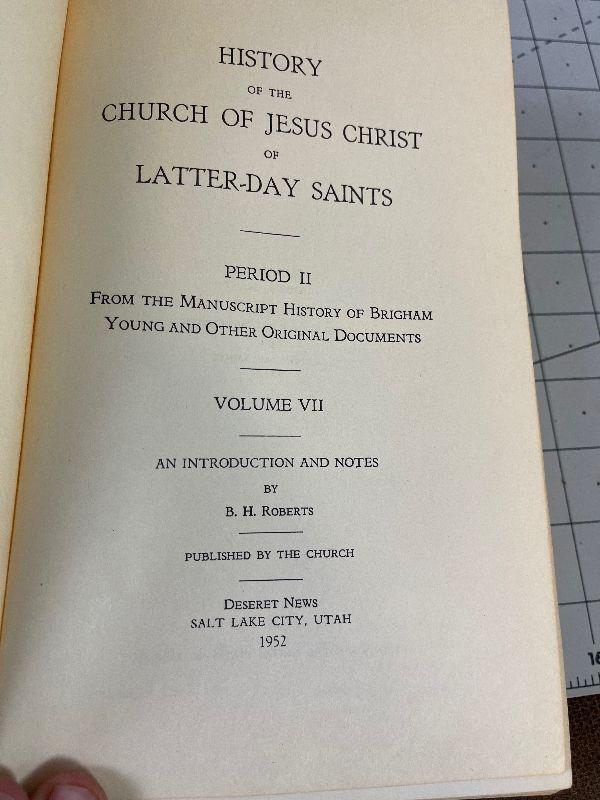 HISTORY
OF THE
CHURCH OF JESUS CHRIST
OF
LATTER-DAY SAINTS
PERIOD II
FROM THE MANUSCRIPT HISTORY OF BRIGHAM
YOUNG AND OTHER ORIGINAL DOCUMENTS
VOLUME VII
AN INTRODUCTION AND NOTES
BY
B. H. ROBERTS
PUBLISHED BY THE CHURCH
DESERET NEWS
SALT LAKE CITY, UTAH
1952
16